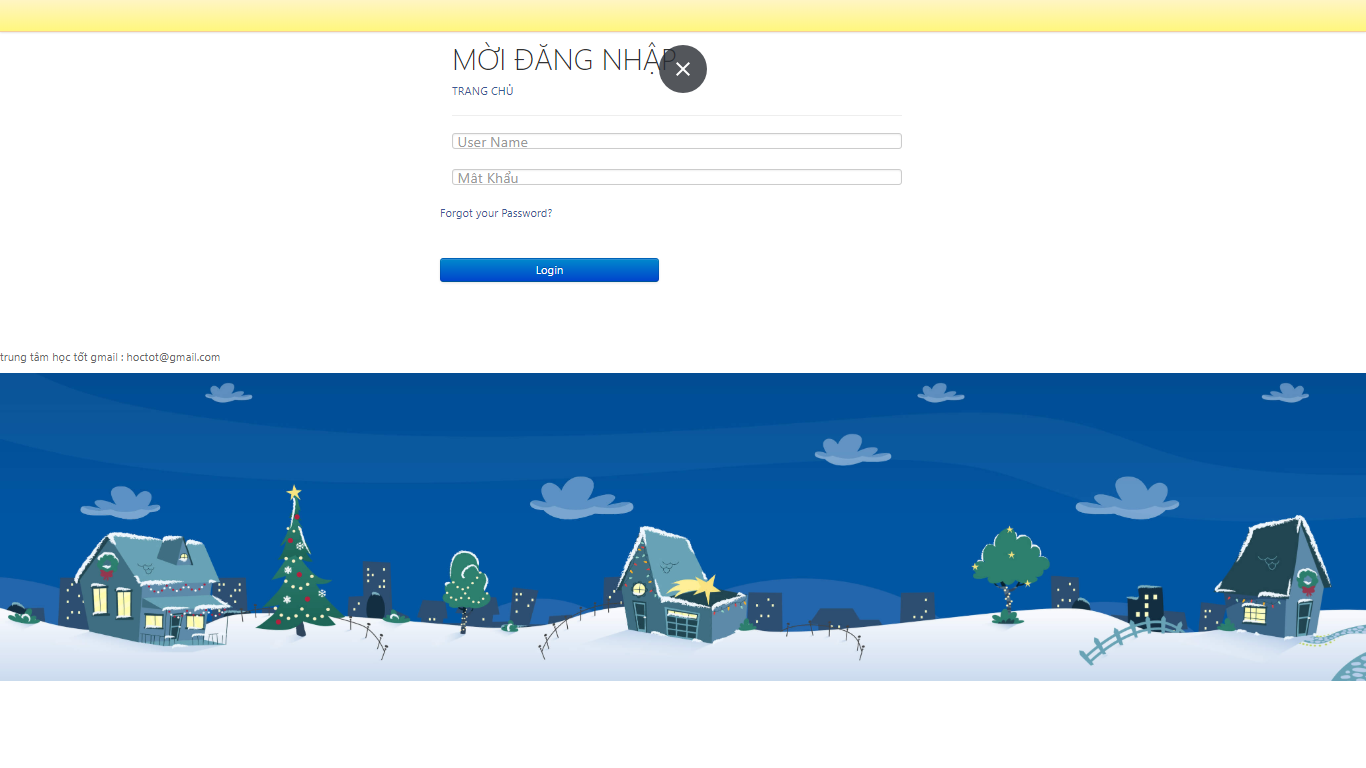 MỜI ĐĂNG NHẬP
TRANG CHỦ
User Name
Mât Khẩu
Forgot your Password?
Login
trung tâm học tốt gmail : hoctot@gmail.com